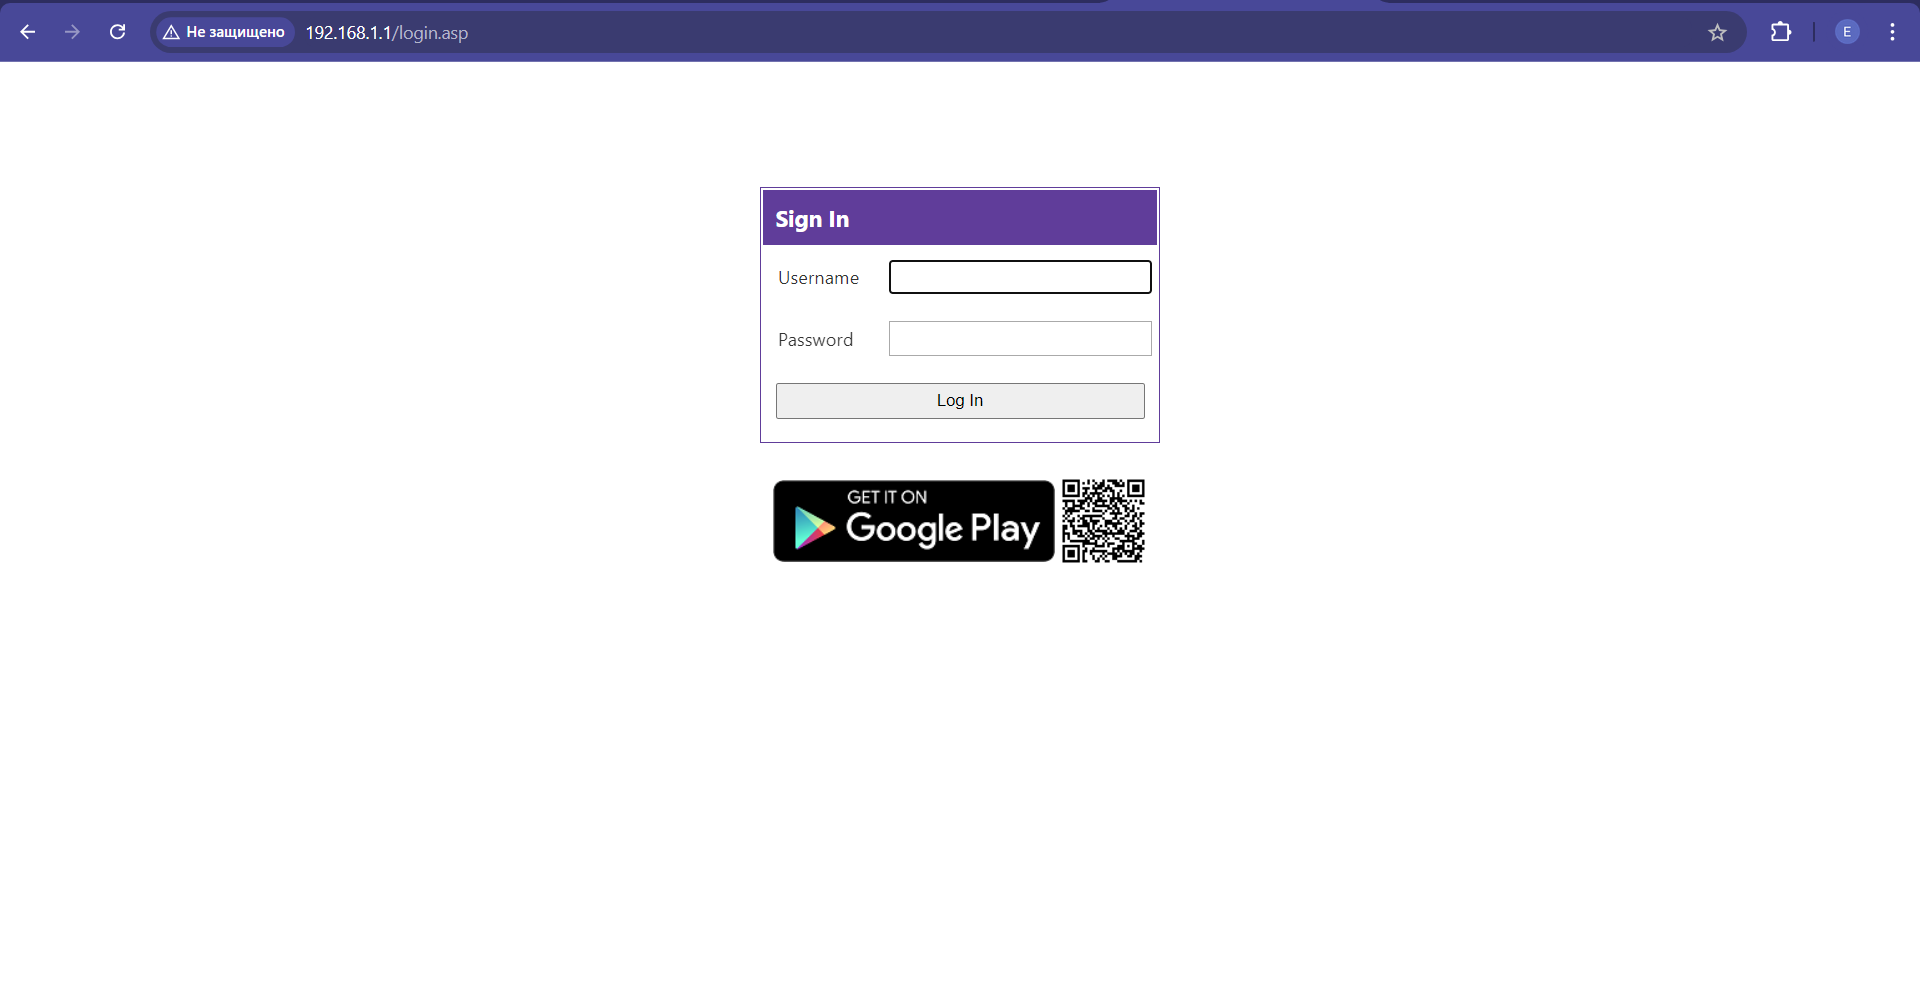 Не защищено 192.168.1.1/login.asp E
Sign In
Username
Password
Log In
GET IT ON
Google Play